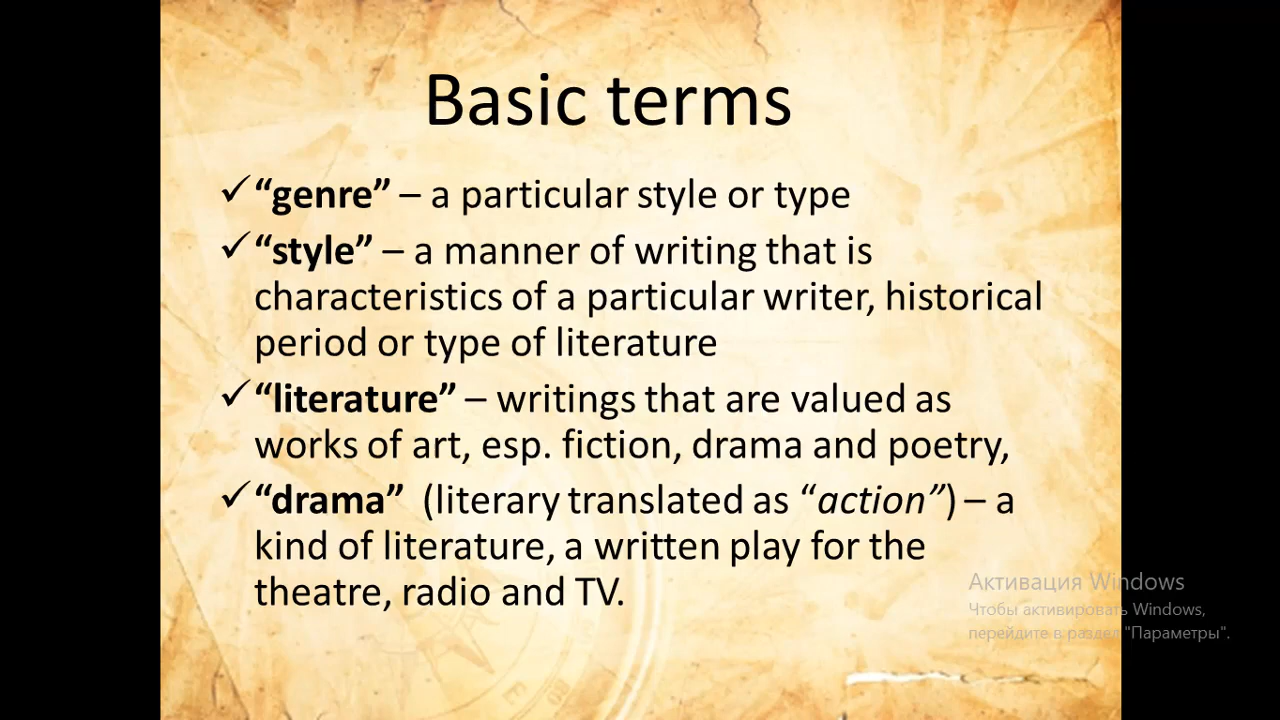 Basic terms
✓“genre” – a particular style or type
✓“style” – a manner of writing that is
characteristics of a particular writer, historical
period or type of literature
✓“literature” – writings that are valued as
works of art, esp. fiction, drama and poetry,
✓“drama” (literary translated as “action”) – a
kind of literature, a written play for the
theatre, radio and TV.
Активация Windows
Чтобы активировать Windows,
перейдите в раздел "Параметры".